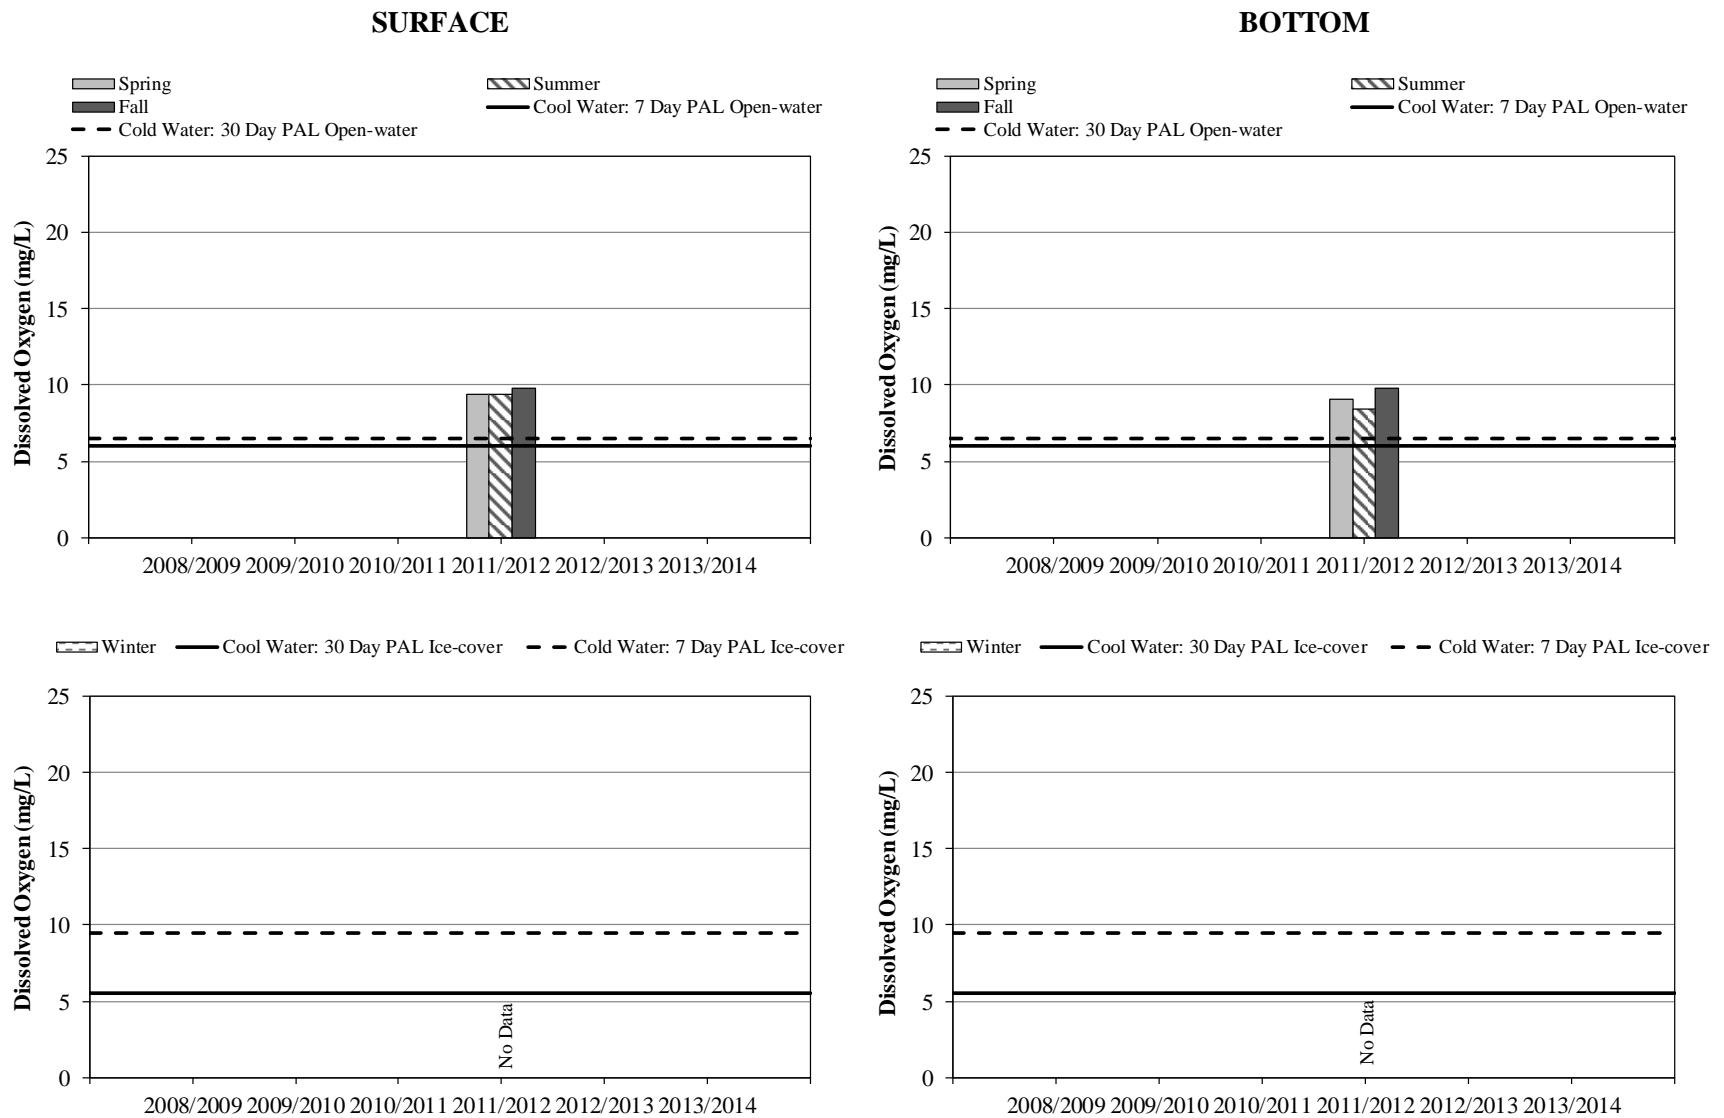 SURFACE
BOTTOM
Spring
Summer
Fall
Cool Water: 7 Day PAL Open-water
Cold Water: 30 Day PAL Open-water
25
20
15
10
5
0
Dissolved Oxygen (mg/L)
2008/2009 2009/2010 2010/2011 2011/2012 2012/2013 2013/2014
Spring
Summer
Fall
Cool Water: 7 Day PAL Open-water
Cold Water: 30 Day PAL Open-water
25
20
15
10
5
0
Dissolved Oxygen (mg/L)
2008/2009 2009/2010 2010/2011 2011/2012 2012/2013 2013/2014
Winter Cool Water: 30 Day PAL Ice-cover Cold Water: 7 Day PAL Ice-cover
25
20
15
10
5
0
Dissolved Oxygen (mg/L)
No Data
2008/2009 2009/2010 2010/2011 2011/2012 2012/2013 2013/2014
Winter Cool Water: 30 Day PAL Ice-cover Cold Water: 7 Day PAL Ice-cover
25
20
15
10
5
0
Dissolved Oxygen (mg/L)
No Data
2008/2009 2009/2010 2010/2011 2011/2012 2012/2013 2013/2014